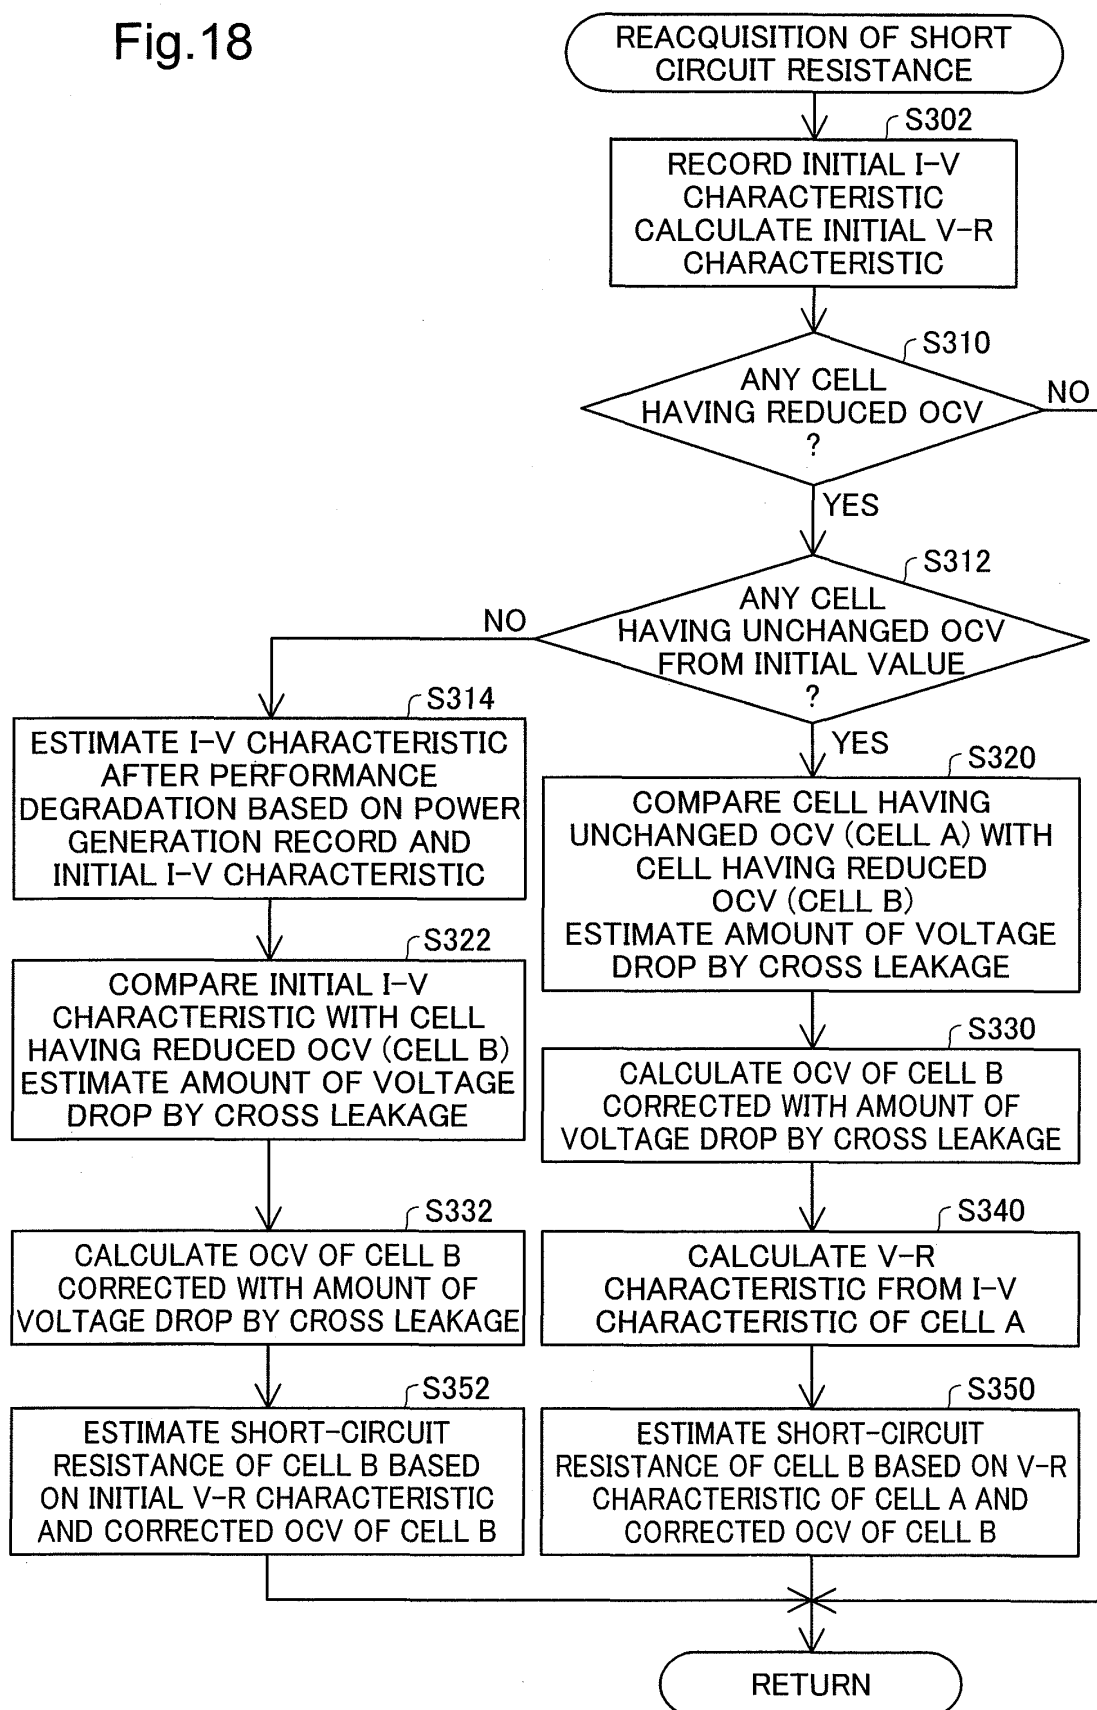 Fig.18
REACQUISITION OF SHORT
CIRCUIT RESISTANCE
S302
RECORD INITIAL I-V
CHARACTERISTIC
CALCULATE INITIAL V-R
CHARACTERISTIC
S310
ANY CELL
HAVING REDUCED OCV
?
NO
YES
S312
ANY CELL
HAVING UNCHANGED OCV
FROM INITIAL VALUE
?
NO
YES
S314
ESTIMATE I-V CHARACTERISTIC
AFTER PERFORMANCE
DEGRADATION BASED ON POWER
GENERATION RECORD AND
INITIAL I-V CHARACTERISTIC
S322
COMPARE INITIAL I-V
CHARACTERISTIC WITH CELL
HAVING REDUCED OCV (CELL B)
ESTIMATE AMOUNT OF VOLTAGE
DROP BY CROSS LEAKAGE
S332
CALCULATE OCV OF CELL B
CORRECTED WITH AMOUNT OF
VOLTAGE DROP BY CROSS LEAKAGE
S352
ESTIMATE SHORT-CIRCUIT
RESISTANCE OF CELL B BASED
ON INITIAL V-R CHARACTERISTIC
AND CORRECTED OCV OF CELL B
S320
COMPARE CELL HAVING
UNCHANGED OCV (CELL A) WITH
CELL HAVING REDUCED
OCV (CELL B)
ESTIMATE AMOUNT OF VOLTAGE
DROP BY CROSS LEAKAGE
S330
CALCULATE OCV OF CELL B
CORRECTED WITH AMOUNT OF
VOLTAGE DROP BY CROSS LEAKAGE
S340
CALCULATE V-R
CHARACTERISTIC FROM I-V
CHARACTERISTIC OF CELL A
S350
ESTIMATE SHORT-CIRCUIT
RESISTANCE OF CELL B BASED ON V-R
CHARACTERISTIC OF CELL A AND
CORRECTED OCV OF CELL B
RETURN